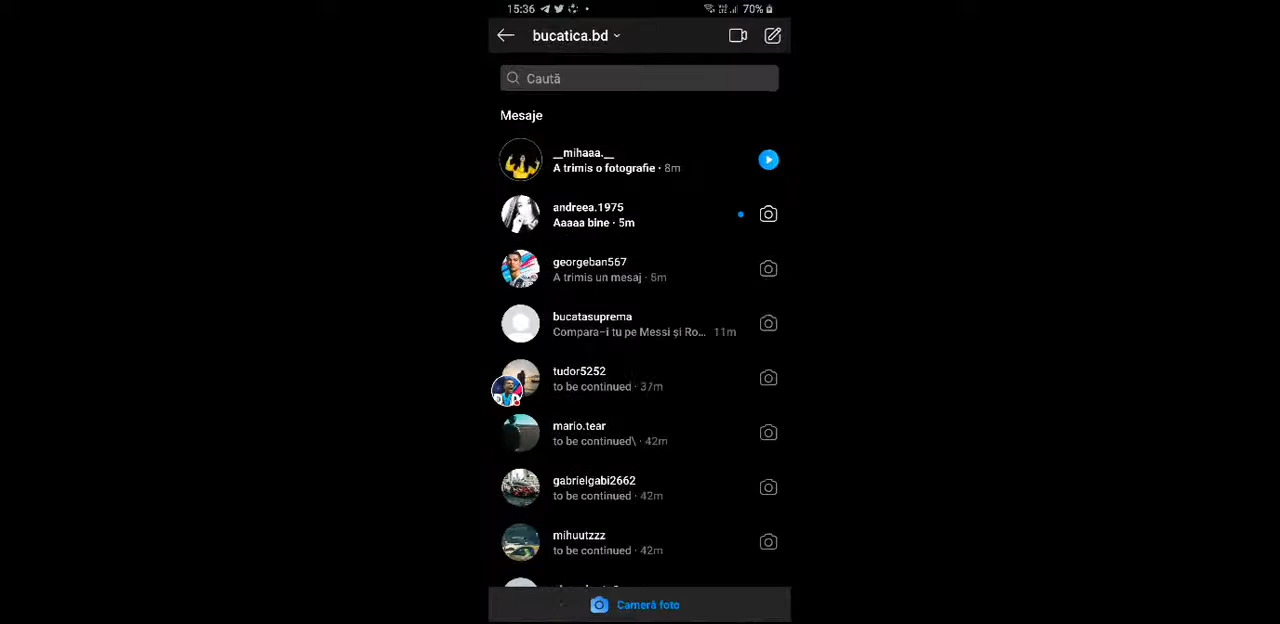 15:36 70%
bucatica.bd
Caută
Mesaje
__mihaaa.__
A trimis o fotografie · 8m
andreea.1975
Aaaaa bine · 5m
georgeban567
A trimis un mesaj · 5m
bucatasuprema
Compara-i tu pe Messi și Ro... 11m
tudor5252
to be continued · 37m
mario.tear
to be continued\ · 42m
gabrielgabi2662
to be continued · 42m
mihuutzzz
to be continued · 42m
Cameră foto